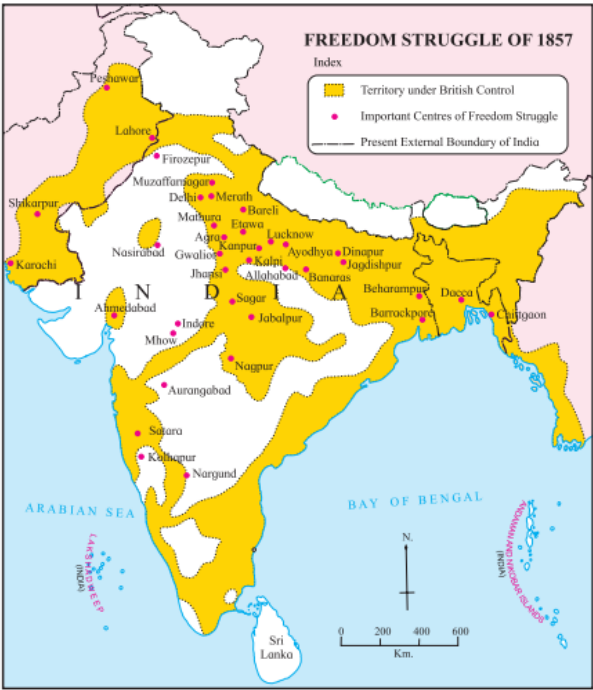 FREEDOM STRUGGLE OF 1857
Index
Territory under British Control
Important Centres of Freedom Struggle
Present External Boundary of India
Peshawar
Lahore
Firozepur
Muzaffarnagar
Shikarpur
Delhi
Merath
Bareli
Mathura
Etawa
Agra
Lucknow
Kanpur
Ayodhya
Dinapur
Nasirabad
Gwalior
Kalpi
Jagdishpur
Karachi
Jhansi
Allahabad
Banaras
INDIA
Beharampur
Dacca
Sagar
Ahmedabad
Barrackpore
Chittgaon
Indore
Jabalpur
Mhow
Nagpur
Aurangabad
Satara
Kolhapur
Nargund
ARABIAN SEA
BAY OF BENGAL
LAKSHADWEEP
(INDIA)
ANDAMAN AND NIKOBAR ISLANDS
(INDIA)
N.
Sri
Lanka
0 200 400 600
Km.